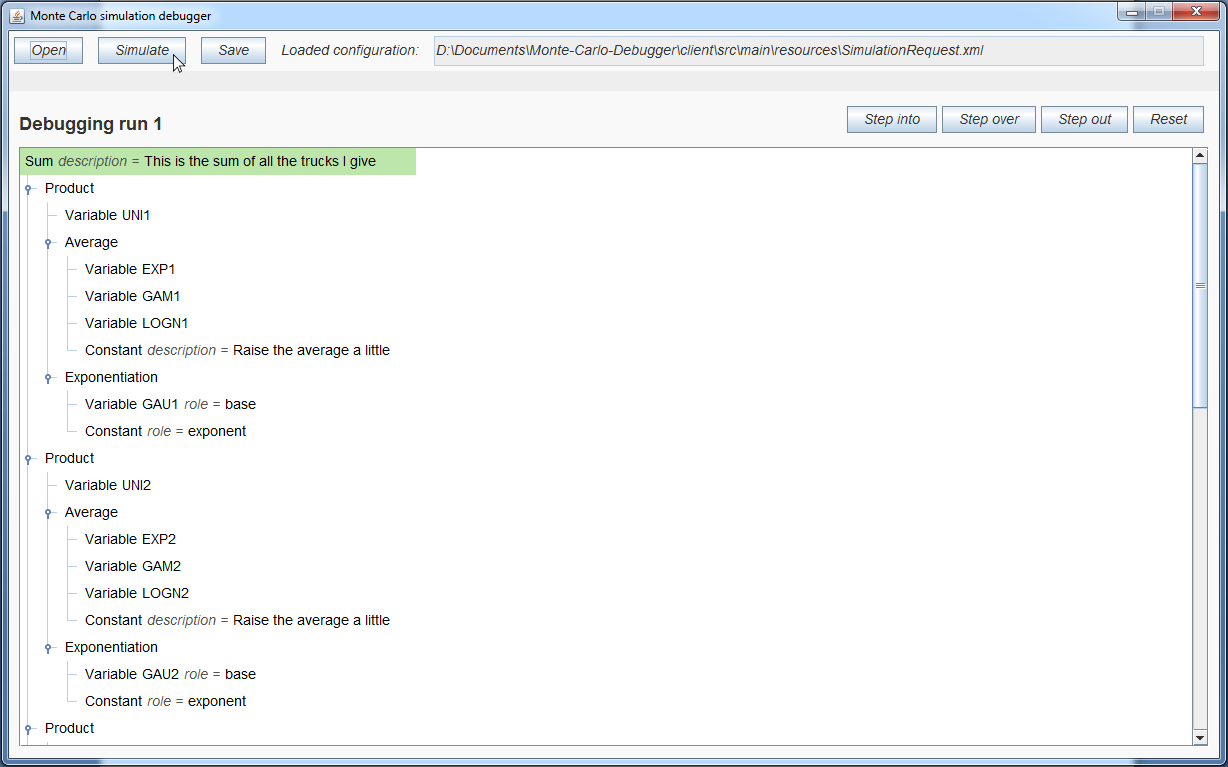 Monte Carlo simulation debugger
Open Simulate Save Loaded configuration: D:\Documents\Monte-Carlo-Debugger\client\src\main\resources\SimulationRequest.xml
Debugging run 1 Step into Step over Step out Reset
Sum description = This is the sum of all the trucks I give
Product
Variable UNI1
Average
Variable EXP1
Variable GAM1
Variable LOGN1
Constant description = Raise the average a little
Exponentiation
Variable GAU1 role = base
Constant role = exponent
Product
Variable UNI2
Average
Variable EXP2
Variable GAM2
Variable LOGN2
Constant description = Raise the average a little
Exponentiation
Variable GAU2 role = base
Constant role = exponent
Product